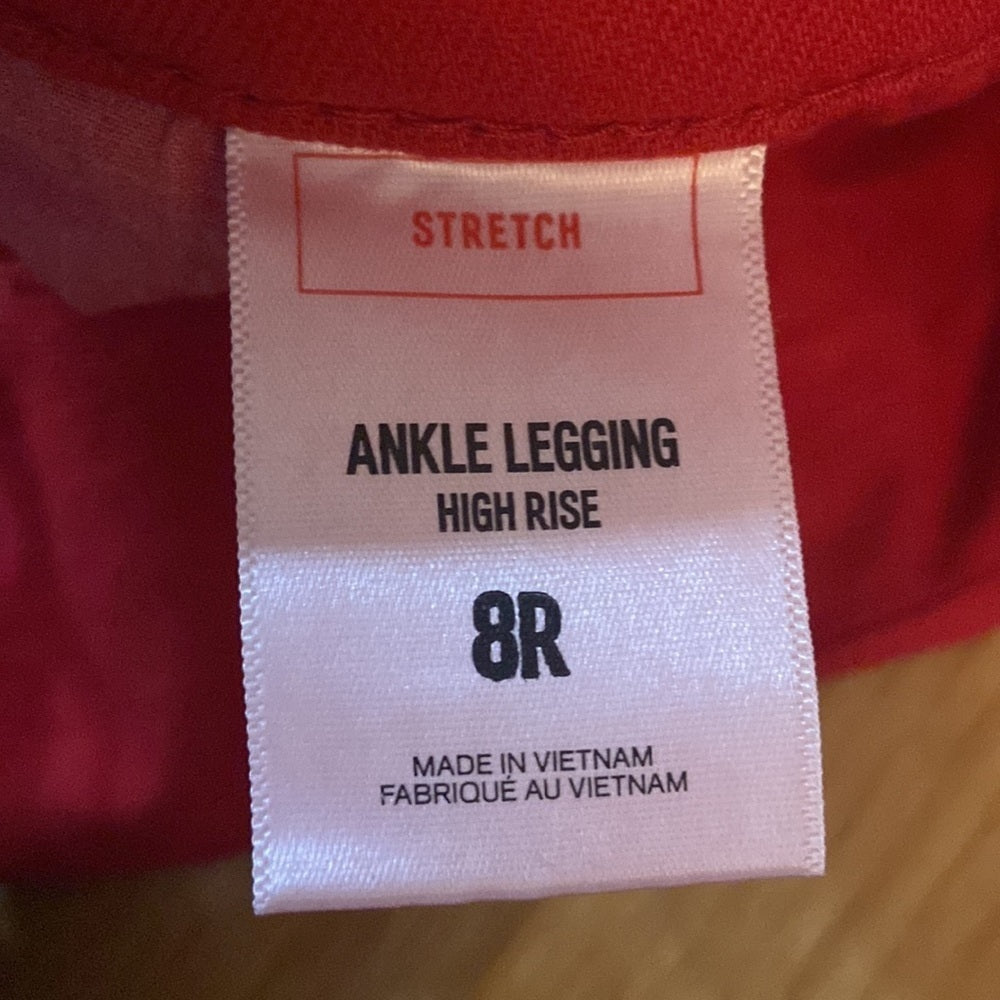 STRETCH
ANKLE LEGGING
HIGH RISE
8R
MADE IN VIETNAM
FABRIQUÉ AU VIETNAM